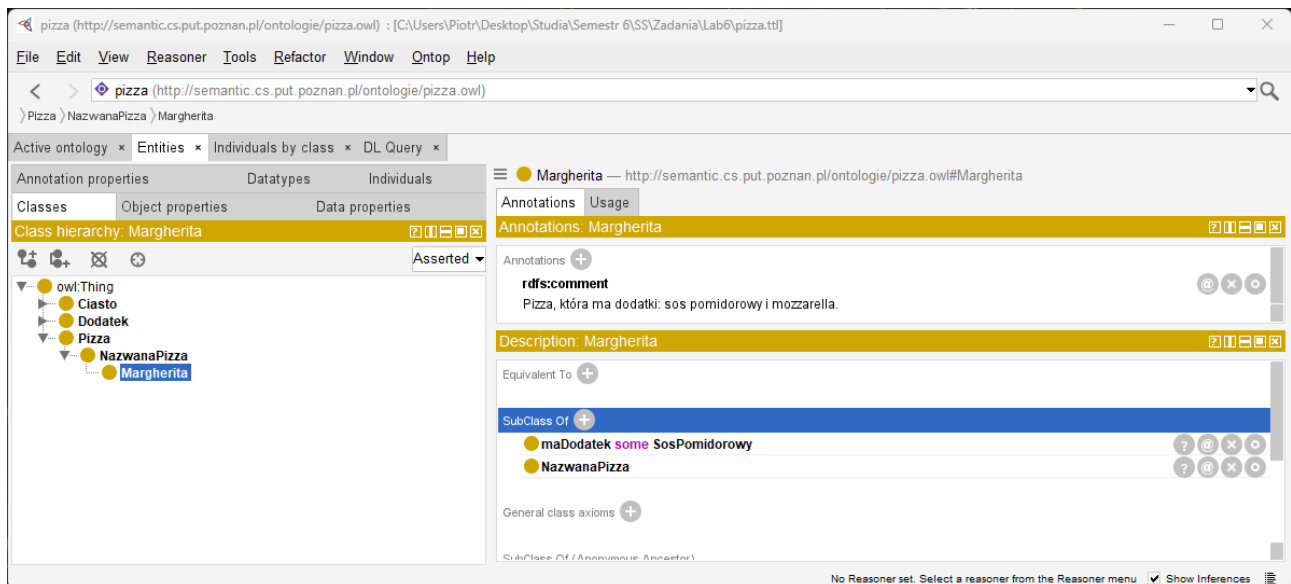 pizza (http://semantic.cs.put.poznan.pl/ontologie/pizza.owl) : [C:\Users\Piotr\Desktop\Studia\Semestr 6\SS\Zadania\Lab6\pizza.ttl]
File Edit View Reasoner Tools Refactor Window Ontop Help
pizza (http://semantic.cs.put.poznan.pl/ontologie/pizza.owl)
Pizza NazwanaPizza Margherita
Active ontology × Entities × Individuals by class × DL Query ×
Annotation properties Datatypes Individuals
Classes Object properties Data properties
Class hierarchy: Margherita
Asserted
owl:Thing
Ciasto
Dodatek
Pizza
NazwanaPizza
Margherita
Margherita — http://semantic.cs.put.poznan.pl/ontologie/pizza.owl#Margherita
Annotations Usage
Annotations: Margherita
Annotations
rdfs:comment
Pizza, która ma dodatki: sos pomidorowy i mozzarella.
Description: Margherita
Equivalent To
SubClass Of
maDodatek some SosPomidorowy
NazwanaPizza
General class axioms
SubClass Of (Anonymous Ancestor)
No Reasoner set. Select a reasoner from the Reasoner menu Show Inferences